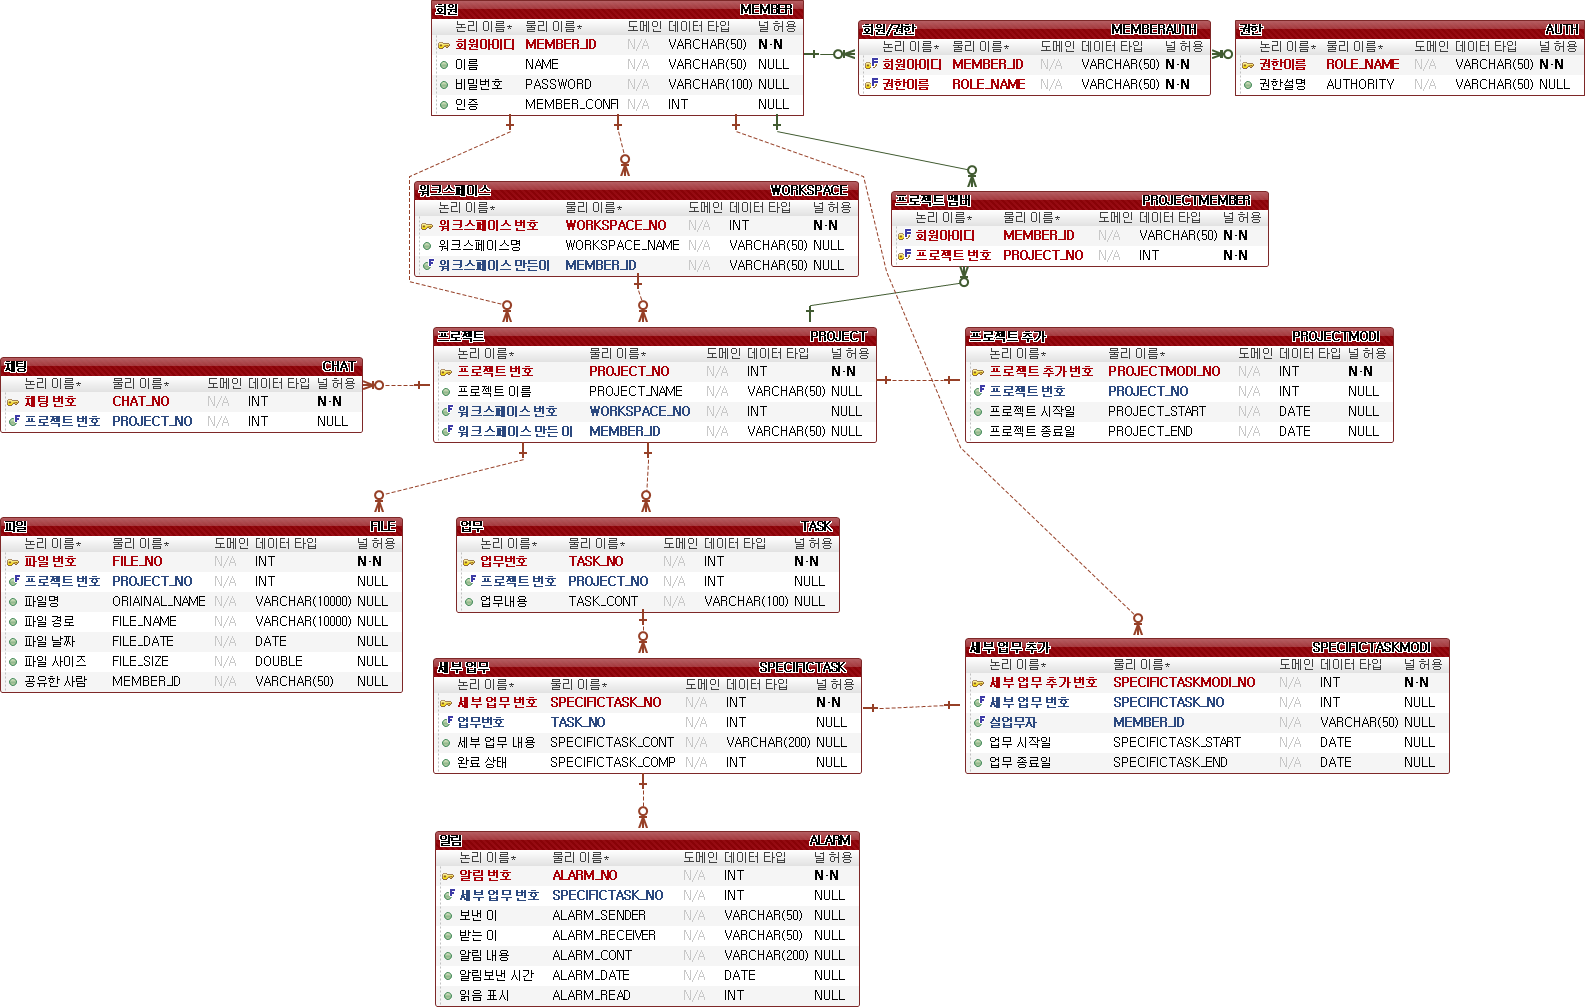 회원 MEMBER
논리 이름* 물리 이름* 도메인 데이터 타입 널 허용
회원아이디 MEMBER_ID N/A VARCHAR(50) N-N
이름 NAME N/A VARCHAR(50) NULL
비밀번호 PASSWORD N/A VARCHAR(100) NULL
인증 MEMBER_CONFI N/A INT NULL
회원/권한 MEMBERAUTH
논리 이름* 물리 이름* 도메인 데이터 타입 널 허용
회원아이디 MEMBER_ID N/A VARCHAR(50) N-N
권한이름 ROLE_NAME N/A VARCHAR(50) N-N
권한 AUTH
논리 이름* 물리 이름* 도메인 데이터 타입 널 허용
권한이름 ROLE_NAME N/A VARCHAR(50) N-N
권한설명 AUTHORITY N/A VARCHAR(50) NULL
워크스페이스 WORKSPACE
논리 이름* 물리 이름* 도메인 데이터 타입 널 허용
워크스페이스 번호 WORKSPACE_NO N/A INT N-N
워크스페이스명 WORKSPACE_NAME N/A VARCHAR(50) NULL
워크스페이스 만든이 MEMBER_ID N/A VARCHAR(50) NULL
프로젝트 멤버 PROJECTMEMBER
논리 이름* 물리 이름* 도메인 데이터 타입 널 허용
회원아이디 MEMBER_ID N/A VARCHAR(50) N-N
프로젝트 번호 PROJECT_NO N/A INT N-N
프로젝트 PROJECT
논리 이름* 물리 이름* 도메인 데이터 타입 널 허용
프로젝트 번호 PROJECT_NO N/A INT N-N
프로젝트 이름 PROJECT_NAME N/A VARCHAR(50) NULL
워크스페이스 번호 WORKSPACE_NO N/A INT NULL
워크스페이스 만든 이 MEMBER_ID N/A VARCHAR(50) NULL
프로젝트 추가 PROJECTMODI
논리 이름* 물리 이름* 도메인 데이터 타입 널 허용
프로젝트 추가 번호 PROJECTMODI_NO N/A INT N-N
프로젝트 번호 PROJECT_NO N/A INT NULL
프로젝트 시작일 PROJECT_START N/A DATE NULL
프로젝트 종료일 PROJECT_END N/A DATE NULL
채팅 CHAT
논리 이름* 물리 이름* 도메인 데이터 타입 널 허용
채팅 번호 CHAT_NO N/A INT N-N
프로젝트 번호 PROJECT_NO N/A INT NULL
파일 FILE
논리 이름* 물리 이름* 도메인 데이터 타입 널 허용
파일 번호 FILE_NO N/A INT N-N
프로젝트 번호 PROJECT_NO N/A INT NULL
파일명 ORIAINAL_NAME N/A VARCHAR(10000) NULL
파일 경로 FILE_NAME N/A VARCHAR(10000) NULL
파일 날짜 FILE_DATE N/A DATE NULL
파일 사이즈 FILE_SIZE N/A DOUBLE NULL
공유한 사람 MEMBER_ID N/A VARCHAR(50) NULL
업무 TASK
논리 이름* 물리 이름* 도메인 데이터 타입 널 허용
업무번호 TASK_NO N/A INT N-N
프로젝트 번호 PROJECT_NO N/A INT NULL
업무내용 TASK_CONT N/A VARCHAR(100) NULL
세부 업무 SPECIFICTASK
논리 이름* 물리 이름* 도메인 데이터 타입 널 허용
세부 업무 번호 SPECIFICTASK_NO N/A INT N-N
업무번호 TASK_NO N/A INT NULL
세부 업무 내용 SPECIFICTASK_CONT N/A VARCHAR(200) NULL
완료 상태 SPECIFICTASK_COMP N/A INT NULL
세부 업무 추가 SPECIFICTASKMODI
논리 이름* 물리 이름* 도메인 데이터 타입 널 허용
세부 업무 추가 번호 SPECIFICTASKMODI_NO N/A INT N-N
세부 업무 번호 SPECIFICTASK_NO N/A INT NULL
실업무자 MEMBER_ID N/A VARCHAR(50) NULL
업무 시작일 SPECIFICTASK_START N/A DATE NULL
업무 종료일 SPECIFICTASK_END N/A DATE NULL
알림 ALARM
논리 이름* 물리 이름* 도메인 데이터 타입 널 허용
알림 번호 ALARM_NO N/A INT N-N
세부 업무 번호 SPECIFICTASK_NO N/A INT NULL
보낸 이 ALARM_SENDER N/A VARCHAR(50) NULL
받는 이 ALARM_RECEIVER N/A VARCHAR(50) NULL
알림 내용 ALARM_CONT N/A VARCHAR(200) NULL
알림보낸 시간 ALARM_DATE N/A DATE NULL
읽음 표시 ALARM_READ N/A INT NULL